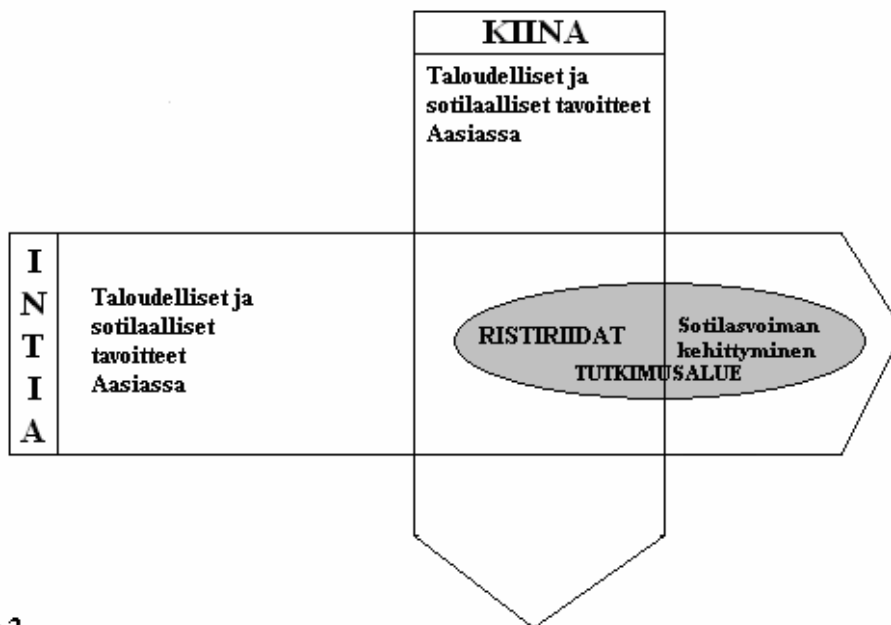 KIINA
Taloudelliset ja
sotilaalliset tavoitteet
Aasiassa
I
N
T
I
A
Taloudelliset ja
sotilaalliset
tavoitteet
Aasiassa
RISTIRIIDAT
Sotilasvoiman
kehittyminen
TUTKIMUSALUE